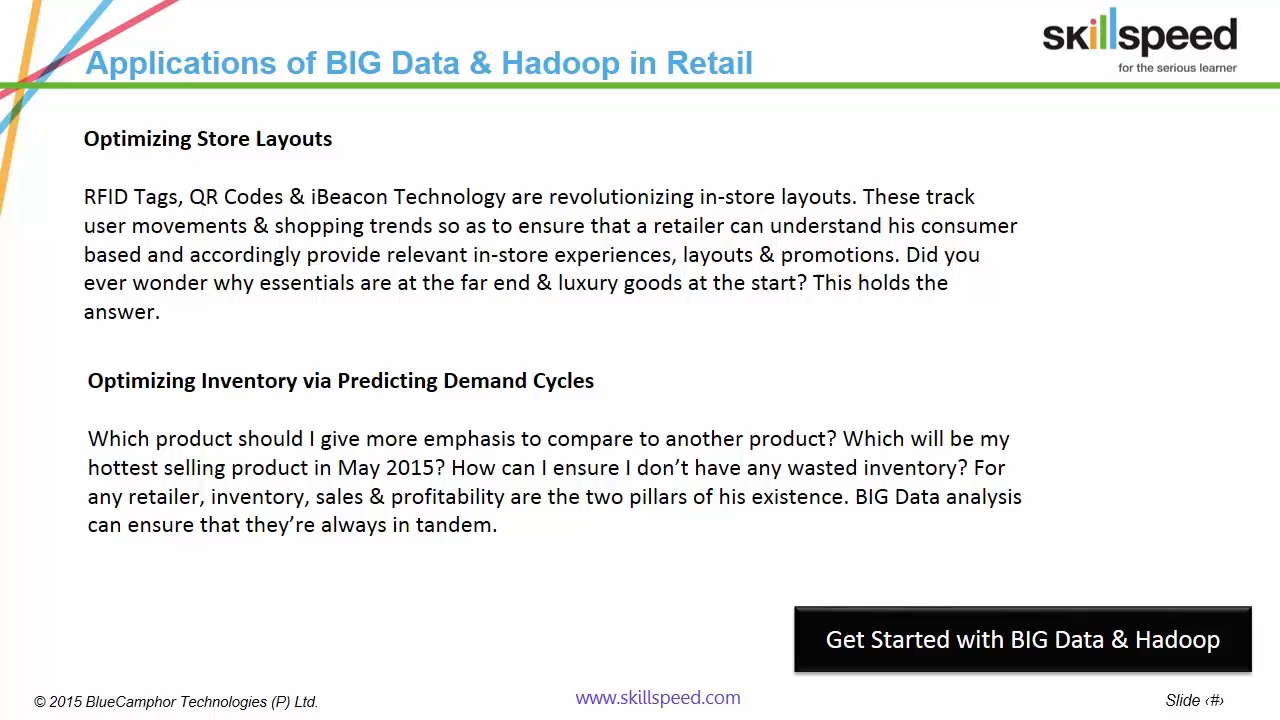 Applications of BIG Data & Hadoop in Retail
skillspeed
for the serious learner
Optimizing Store Layouts
RFID Tags, QR Codes & iBeacon Technology are revolutionizing in-store layouts. These track
user movements & shopping trends so as to ensure that a retailer can understand his consumer
based and accordingly provide relevant in-store experiences, layouts & promotions. Did you
ever wonder why essentials are at the far end & luxury goods at the start? This holds the
answer.
Optimizing Inventory via Predicting Demand Cycles
Which product should I give more emphasis to compare to another product? Which will be my
hottest selling product in May 2015? How can I ensure I don’t have any wasted inventory? For
any retailer, inventory, sales & profitability are the two pillars of his existence. BIG Data analysis
can ensure that they’re always in tandem.
Get Started with BIG Data & Hadoop
© 2015 BlueCamphor Technologies (P) Ltd.
www.skillspeed.com
Slide ‹#›